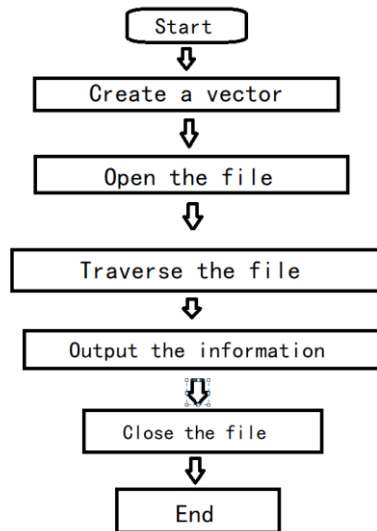 Start
Create a vector
Open the file
Traverse the file
Output the information
Close the file
End